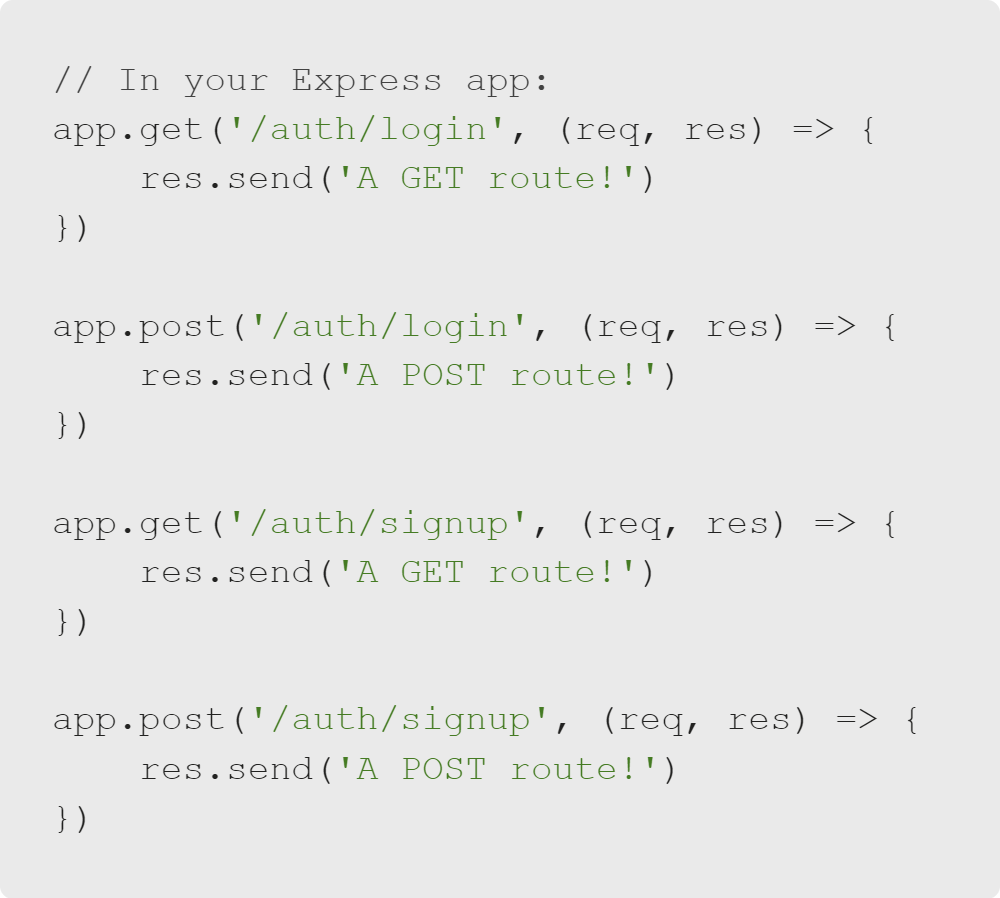 // In your Express app:
app.get('/auth/login', (req, res) => {
    res.send('A GET route!')
})

app.post('/auth/login', (req, res) => {
    res.send('A POST route!')
})

app.get('/auth/signup', (req, res) => {
    res.send('A GET route!')
})

app.post('/auth/signup', (req, res) => {
    res.send('A POST route!')
})